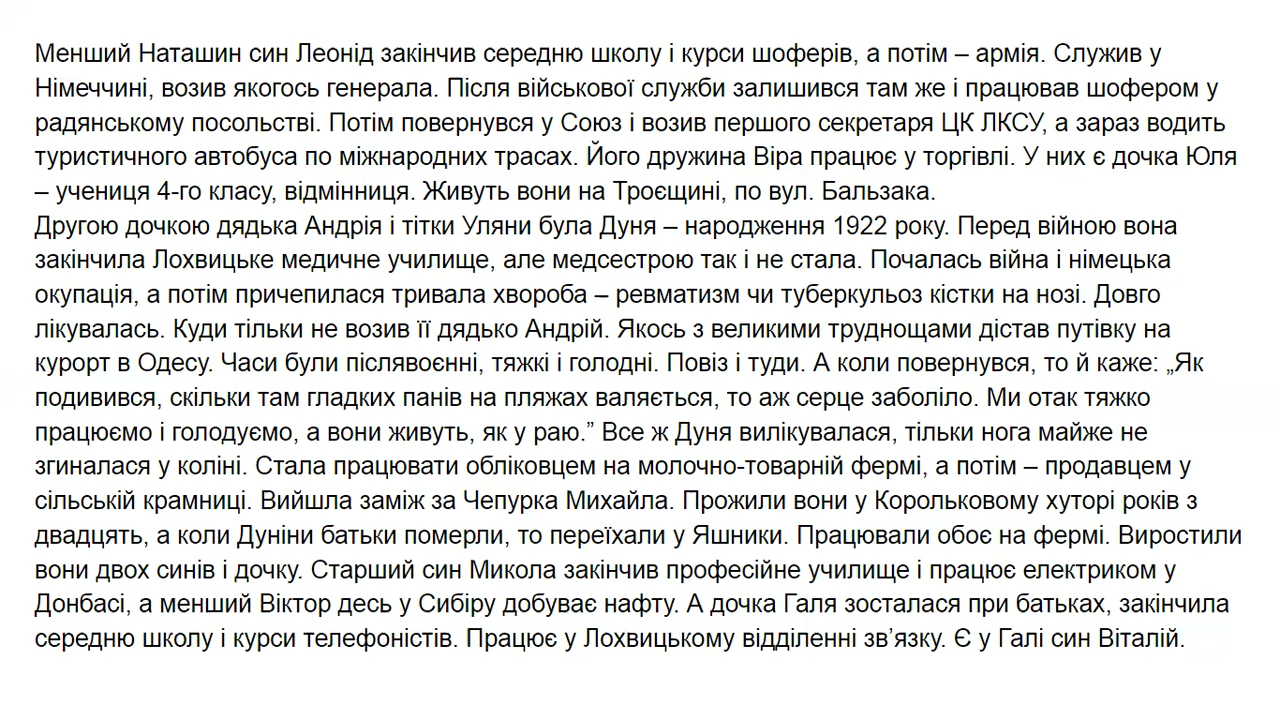 Менший Наташин син Леонід закінчив середню школу і курси шоферів, а потім – армія. Служив у
Німеччині, возив якогось генерала. Після військової служби залишився там же і працював шофером у
радянському посольстві. Потім повернувся у Союз і возив першого секретаря ЦК ЛКСУ, а зараз водить
туристичного автобуса по міжнародних трасах. Його дружина Віра працює у торгівлі. У них є дочка Юля
– учениця 4-го класу, відмінниця. Живуть вони на Троєщині, по вул. Бальзака.
Другою дочкою дядька Андрія і тітки Уляни була Дуня – народження 1922 року. Перед війною вона
закінчила Лохвицьке медичне училище, але медсестрою так і не стала. Почалась війна і німецька
окупація, а потім причепилася тривала хвороба – ревматизм чи туберкульоз кістки на нозі. Довго
лікувалась. Куди тільки не возив її дядько Андрій. Якось з великими труднощами дістав путівку на
курорт в Одесу. Часи були післявоєнні, тяжкі і голодні. Повіз і туди. А коли повернувся, то й каже: „Як
подивився, скільки там гладких панів на пляжах валяється, то аж серце заболіло. Ми отак тяжко
працюємо і голодуємо, а вони живуть, як у раю.” Все ж Дуня вилікувалася, тільки нога майже не
згиналася у коліні. Стала працювати обліковцем на молочно-товарній фермі, а потім – продавцем у
сільській крамниці. Вийшла заміж за Чепурка Михайла. Прожили вони у Корольковому хуторі років з
двадцять, а коли Дуніни батьки померли, то переїхали у Яшники. Працювали обоє на фермі. Виростили
вони двох синів і дочку. Старший син Микола закінчив професійне училище і працює електриком у
Донбасі, а менший Віктор десь у Сибіру добуває нафту. А дочка Галя зосталася при батьках, закінчила
середню школу і курси телефоністів. Працює у Лохвицькому відділенні зв’язку. Є у Галі син Віталій.